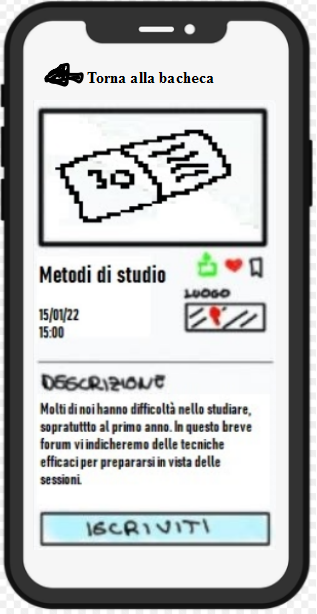 Torna alla bacheca
30
Metodi di studio
LUOGO
15/01/22
15:00
DESCRIZIONE
Molti di noi hanno difficoltà nello studiare,
sopratuttto al primo anno. In questo breve
forum vi indicheremo delle tecniche
efficaci per prepararsi in vista delle
sessioni.
ISCRIVITI